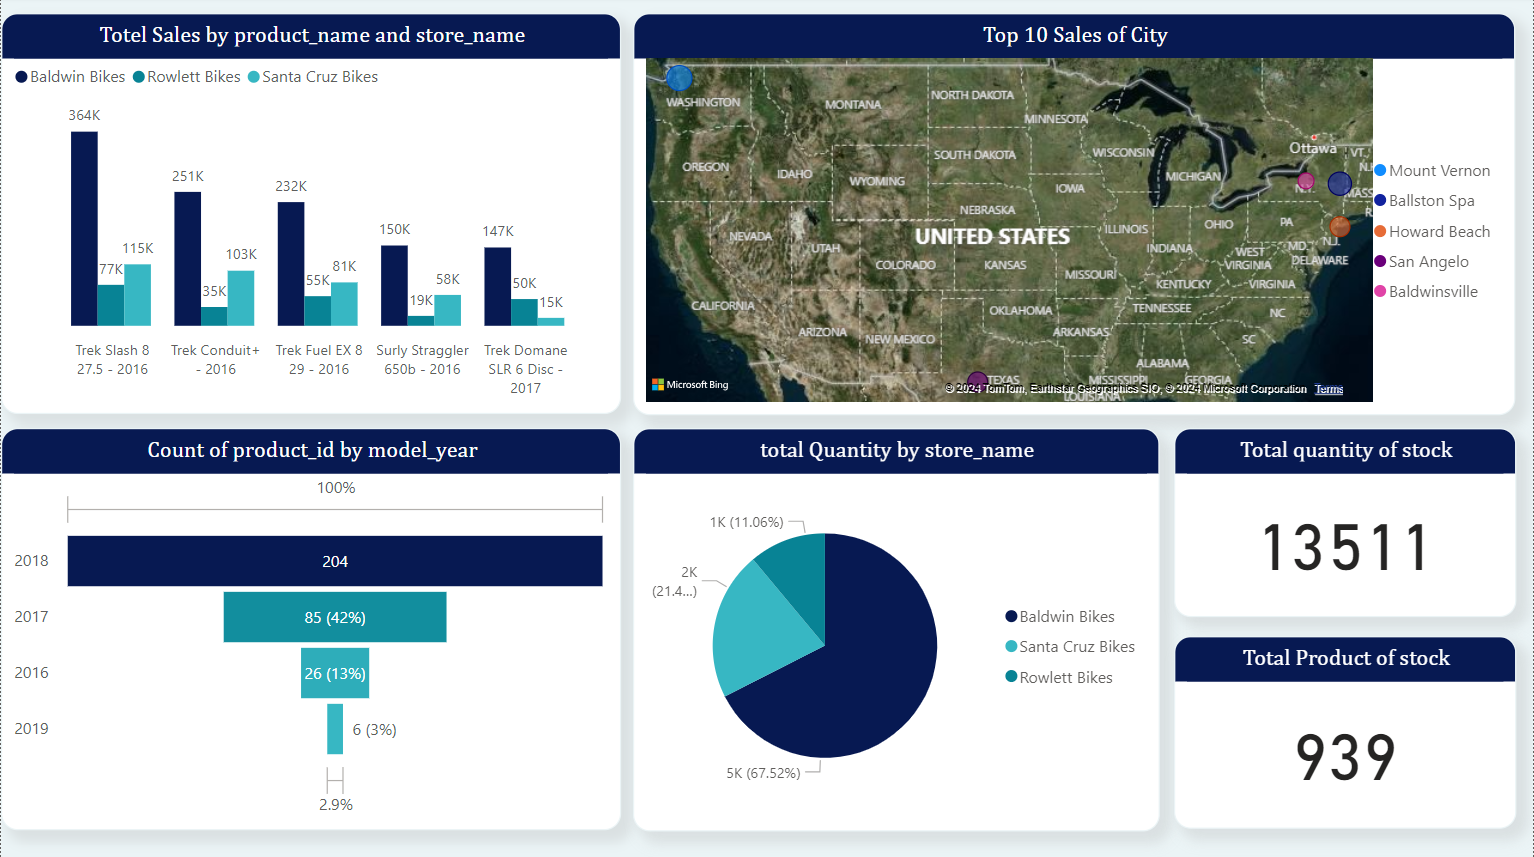 Totel Sales by product_name and store_name
Baldwin Bikes Rowlett Bikes Santa Cruz Bikes
364K
251K
232K
150K
147K
77K
115K
35K
103K
55K
81K
19K
58K
50K
15K
Trek Slash 8
27.5 - 2016
Trek Conduit+
- 2016
Trek Fuel EX 8
29 - 2016
Surly Straggler
650b - 2016
Trek Domane
SLR 6 Disc -
2017
Top 10 Sales of City
WASHINGTON
MONTANA
NORTH DAKOTA
MINNESOTA
OREGON
IDAHO
WYOMING
SOUTH DAKOTA
WISCONSIN
MICHIGAN
Ottawa
VT.
N.Y.
MASS
IOWA
NEBRASKA
NEVADA
UTAH
UNITED STATES
ILLINOIS
OHIO
PA
N.J.
INDIANA
WEST
VIRGINIA
MD.
DELAWARE
COLORADO
KANSAS
MISSOURI
KENTUCKY
VIRGINIA
CALIFORNIA
ARIZONA
NEW MEXICO
OKLAHOMA
ARKANSAS
TENNESSEE
NC
SC
ALABAMA
TEXAS
MISSISSIPPI
GEORGIA
LOUISIANA
Microsoft Bing
© 2024 TomTom, Earthstar Geographics SIO, © 2024 Microsoft Corporation Terms
Mount Vernon
Ballston Spa
Howard Beach
San Angelo
Baldwinsville
Count of product_id by model_year
100%
2018
204
2017
85 (42%)
2016
26 (13%)
2019
6 (3%)
2.9%
total Quantity by store_name
1K (11.06%)
2K
(21.4...)
5K (67.52%)
Baldwin Bikes
Santa Cruz Bikes
Rowlett Bikes
Total quantity of stock
13511
Total Product of stock
939